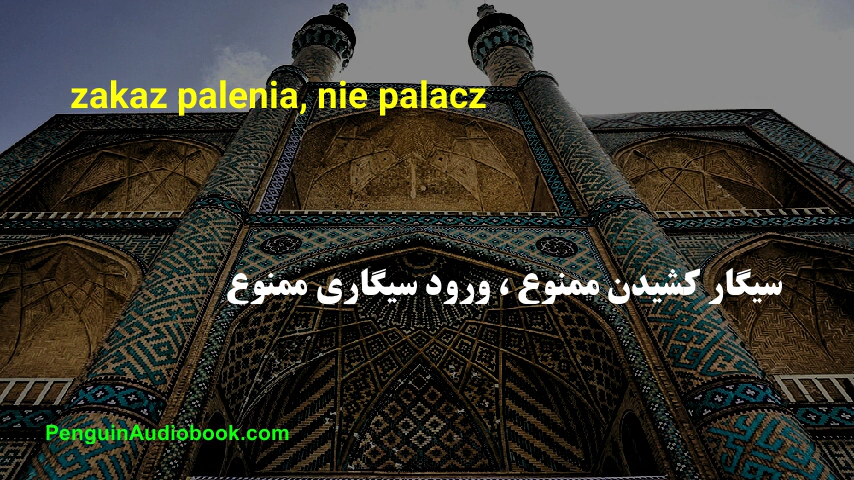 zakaz palenia, nie palacz
سیگار کشیدن ممنوع ، ورود سیگاری ممنوع
PenguinAudiobook.com